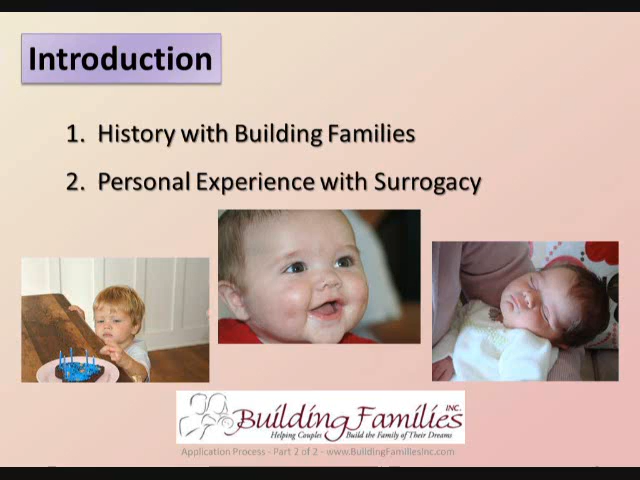 Introduction
1. History with Building Families
2. Personal Experience with Surrogacy
Building Families INC.
Helping Couples Build the Family of Their Dreams
Application Process - Part 2 of 2 - www.BuildingFamiliesInc.com